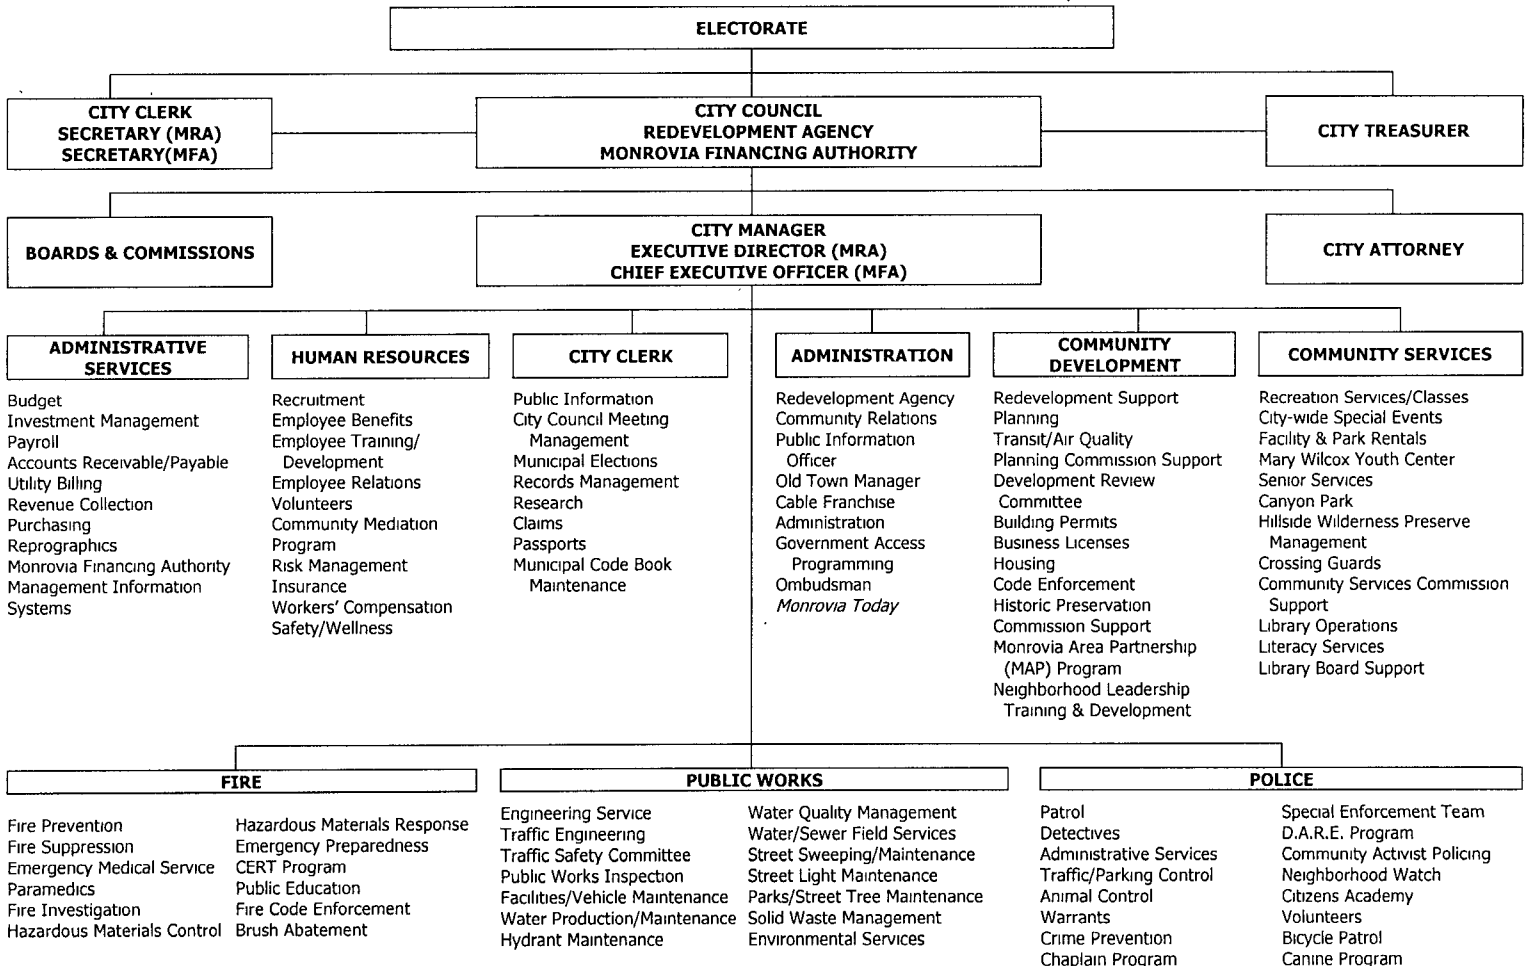 ELECTORATE
CITY CLERK
SECRETARY (MRA)
SECRETARY(MFA)
CITY COUNCIL
REDEVELOPMENT AGENCY
MONROVIA FINANCING AUTHORITY
CITY TREASURER
BOARDS & COMMISSIONS
CITY MANAGER
EXECUTIVE DIRECTOR (MRA)
CHIEF EXECUTIVE OFFICER (MFA)
CITY ATTORNEY
ADMINISTRATIVE
SERVICES
Budget
Investment Management
Payroll
Accounts Receivable/Payable
Utility Billing
Revenue Collection
Purchasing
Reprographics
Monrovia Financing Authority
Management Information
Systems
HUMAN RESOURCES
Recruitment
Employee Benefits
Employee Training/
Development
Employee Relations
Volunteers
Community Mediation
Program
Risk Management
Insurance
Workers' Compensation
Safety/Wellness
CITY CLERK
Public Information
City Council Meeting
Management
Municipal Elections
Records Management
Research
Claims
Passports
Municipal Code Book
Maintenance
ADMINISTRATION
Redevelopment Agency
Community Relations
Public Information
Officer
Old Town Manager
Cable Franchise
Administration
Government Access
Programming
Ombudsman
Monrovia Today
COMMUNITY
DEVELOPMENT
Redevelopment Support
Planning
Transit/Air Quality
Planning Commission Support
Development Review
Committee
Building Permits
Business Licenses
Housing
Code Enforcement
Historic Preservation
Commission Support
Monrovia Area Partnership
(MAP) Program
Neighborhood Leadership
Training & Development
COMMUNITY SERVICES
Recreation Services/Classes
City-wide Special Events
Facility & Park Rentals
Mary Wilcox Youth Center
Senior Services
Canyon Park
Hillside Wilderness Preserve
Management
Crossing Guards
Community Services Commission
Support
Library Operations
Literacy Services
Library Board Support
FIRE
Fire Prevention
Fire Suppression
Emergency Medical Service
Paramedics
Fire Investigation
Hazardous Materials Control
Hazardous Materials Response
Emergency Preparedness
CERT Program
Public Education
Fire Code Enforcement
Brush Abatement
PUBLIC WORKS
Engineering Service
Traffic Engineering
Traffic Safety Committee
Public Works Inspection
Facilities/Vehicle Maintenance
Water Production/Maintenance
Hydrant Maintenance
Water Quality Management
Water/Sewer Field Services
Street Sweeping/Maintenance
Street Light Maintenance
Parks/Street Tree Maintenance
Solid Waste Management
Environmental Services
POLICE
Patrol
Detectives
Administrative Services
Traffic/Parking Control
Animal Control
Warrants
Crime Prevention
Chaplain Program
Special Enforcement Team
D.A.R.E. Program
Community Activist Policing
Neighborhood Watch
Citizens Academy
Volunteers
Bicycle Patrol
Canine Program